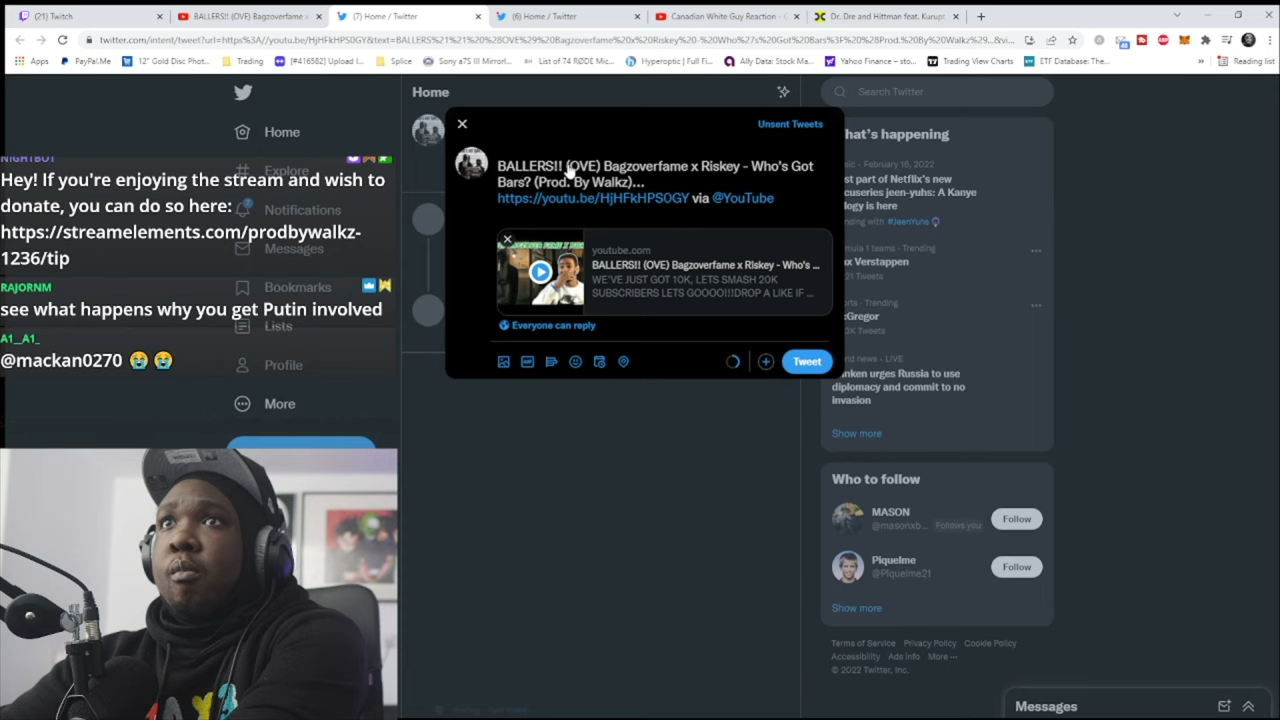 (21) Twitch
BALLERS!! (OVE) Bagzoverfame x
(7) Home / Twitter
(6) Home / Twitter
Canadian White Guy Reaction - C
Dr. Dre and Hittman feat. Kurupt
twitter.com/intent/tweet?url=https%3A//youtu.be/HjHFkHPS0GY&text=BALLERS%21%21%20%28OVE%29%20Bagzoverfame%20x%20Riskey%20-%20Who%27s%20Got%20Bars%3F%20%28Prod.%20By%20Walkz%29...&vi...
Apps
PayPal.Me
12" Gold Disc Phot...
Trading
[#416582] Upload I...
Splice
Sony a7S III Mirrorl...
List of 74 RØDE Mic...
Hyperoptic | Full Fi...
Ally Data: Stock Ma...
Yahoo Finance – sto...
Trading View Charts
ETF Database: The...
Reading list
Home
Explore
Notifications
Messages
Bookmarks
Lists
Profile
More
NIGHTBOT
Hey! If you're enjoying the stream and wish to
donate, you can do so here:
https://streamelements.com/prodbywalkz-
1236/tip
RAJORNM
see what happens why you get Putin involved
A1__A1_
@mackan0270 😭 😭
Home
Unsent Tweets
BALLERS!! (OVE) Bagzoverfame x Riskey - Who's Got
Bars? (Prod. By Walkz)...
https://youtu.be/HjHFkHPS0GY via @YouTube
youtube.com
BALLERS!! (OVE) Bagzoverfame x Riskey - Who's ...
WE'VE JUST GOT 10K, LETS SMASH 20K
SUBSCRIBERS LETS GOOOO!!!DROP A LIKE IF ...
Everyone can reply
GIF
Tweet
Search Twitter
hat's happening
sic · February 16, 2022
st part of Netflix's new
cuseries jeen-yuhs: A Kanye
logy is here
nding with #JeenYuhs
mula 1 teams · Trending
ax Verstappen
21 Tweets
orts · Trending
cGregor
3K Tweets
rld news · LIVE
inken urges Russia to use
diplomacy and commit to no
invasion
Show more
Who to follow
MASON
@masonxb... Follows you
Follow
Piquelme
@Piquelme21
Follow
Show more
Terms of Service Privacy Policy Cookie Policy
Accessibility Ads info More ···
© 2022 Twitter, Inc.
Messages